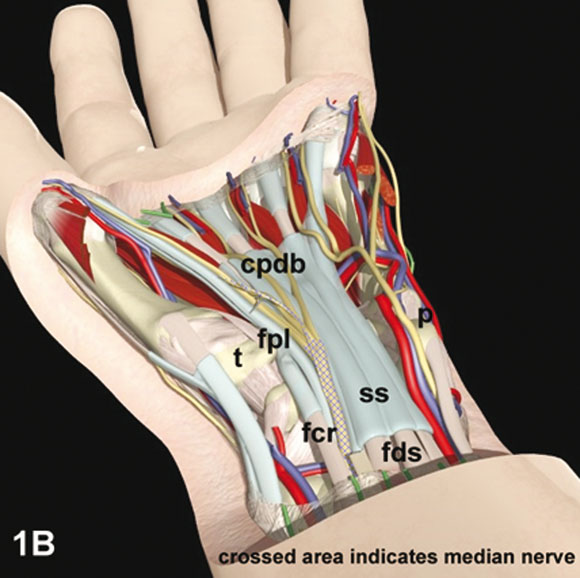 cpdb
p
fpl
t
ss
fcr
fds
1B
crossed area indicates median nerve